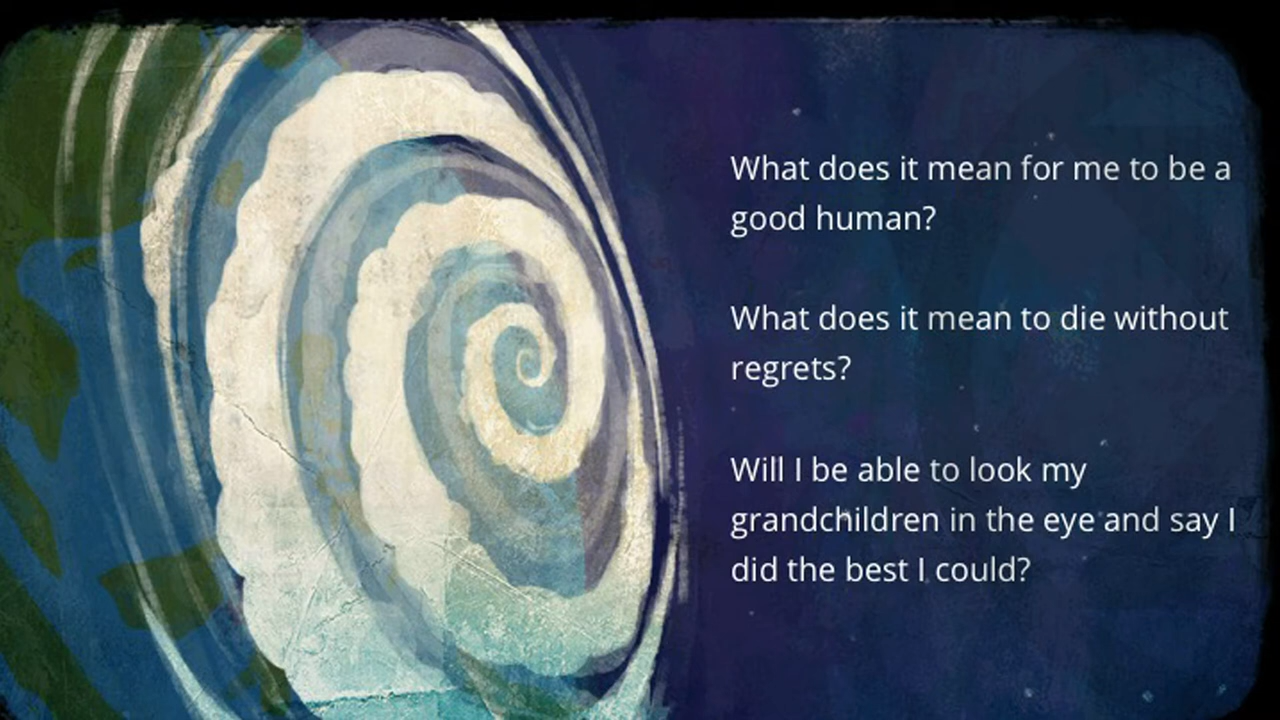 What does it mean for me to be a
good human?
What does it mean to die without
regrets?
Will I be able to look my
grandchildren in the eye and say I
did the best I could?